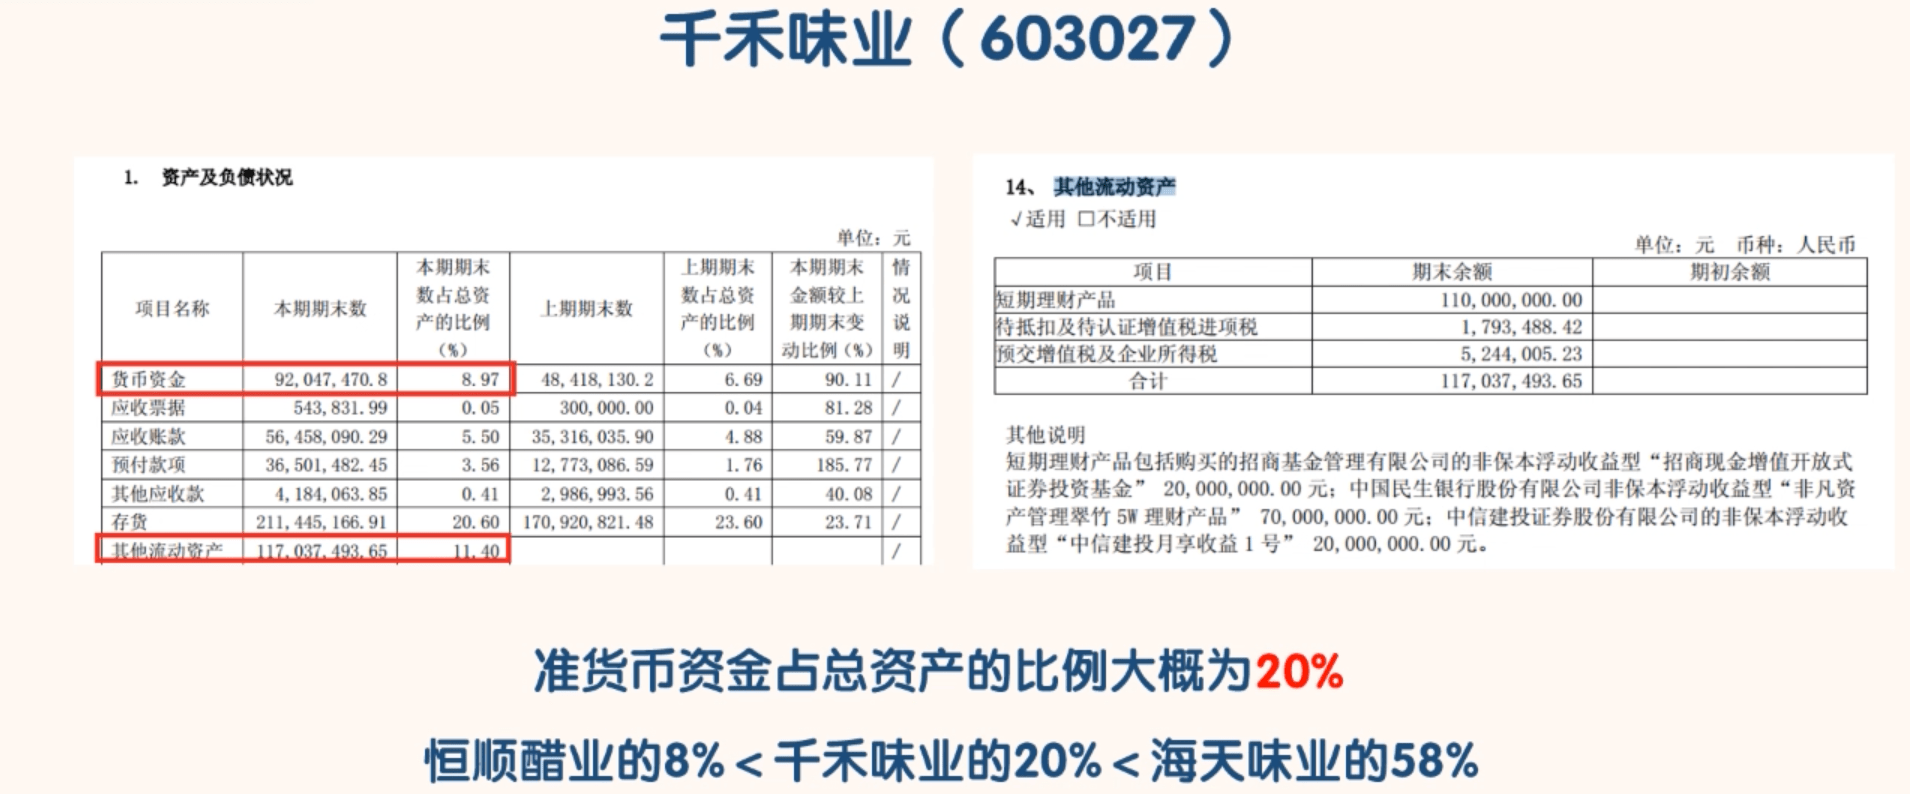 千禾味业（603027）
1. 资产及负债状况
单位：元
项目名称 本期期末数 本期期末数占总资产的比例（%） 上期期末数 上期期末数占总资产的比例（%） 本期期末金额较上期期末变动比例（%） 情况说明
货币资金 92,047,470.8 8.97 48,418,130.2 6.69 90.11 /
应收票据 543,831.99 0.05 300,000.00 0.04 81.28 /
应收账款 56,458,090.29 5.50 35,316,035.90 4.88 59.87 /
预付款项 36,501,482.45 3.56 12,773,086.59 1.76 185.77 /
其他应收款 4,184,063.85 0.41 2,986,993.56 0.41 40.08 /
存货 211,445,166.91 20.60 170,920,821.48 23.60 23.71 /
其他流动资产 117,037,493.65 11.40 /
14、 其他流动资产
√适用 □不适用
单位：元 币种：人民币
项目 期末余额 期初余额
短期理财产品 110,000,000.00
待抵扣及待认证增值税进项税 1,793,488.42
预交增值税及企业所得税 5,244,005.23
合计 117,037,493.65
其他说明
短期理财产品包括购买的招商基金管理有限公司的非保本浮动收益型“招商现金增值开放式
证券投资基金” 20,000,000.00 元；中国民生银行股份有限公司非保本浮动收益型“非凡资
产管理翠竹 5W 理财产品” 70,000,000.00 元；中信建投证券股份有限公司的非保本浮动收
益型“中信建投月享收益 1 号” 20,000,000.00 元。
准货币资金占总资产的比例大概为20%
恒顺醋业的8%＜千禾味业的20%＜海天味业的58%